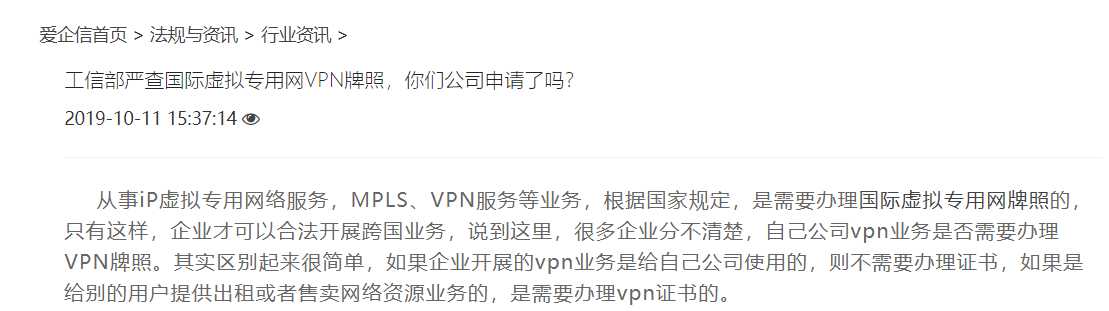 爱企信首页 > 法规与资讯 > 行业资讯 >
工信部严查国际虚拟专用网VPN牌照，你们公司申请了吗？
2019-10-11 15:37:14
从事iP虚拟专用网络服务，MPLS、VPN服务等业务，根据国家规定，是需要办理国际虚拟专用网牌照的，
只有这样，企业才可以合法开展跨国业务，说到这里，很多企业分不清楚，自己公司vpn业务是否需要办理
VPN牌照。其实区别起来很简单，如果企业开展的vpn业务是给自己公司使用的，则不需要办理证书，如果是
给别的用户提供出租或者售卖网络资源业务的，是需要办理vpn证书的。